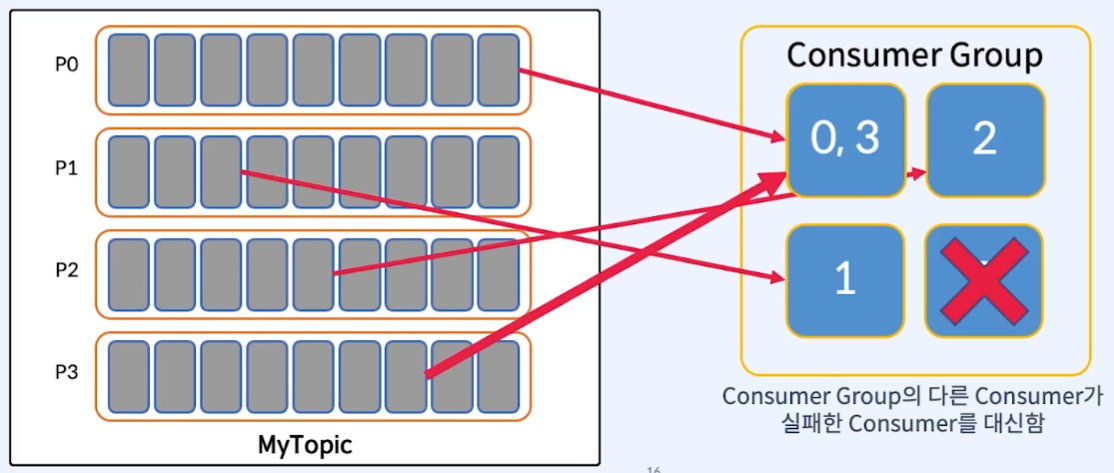 P0
P1
P2
P3
MyTopic
Consumer Group
0, 3
2
1
Consumer Group의 다른 Consumer가
실패한 Consumer를 대신함
16